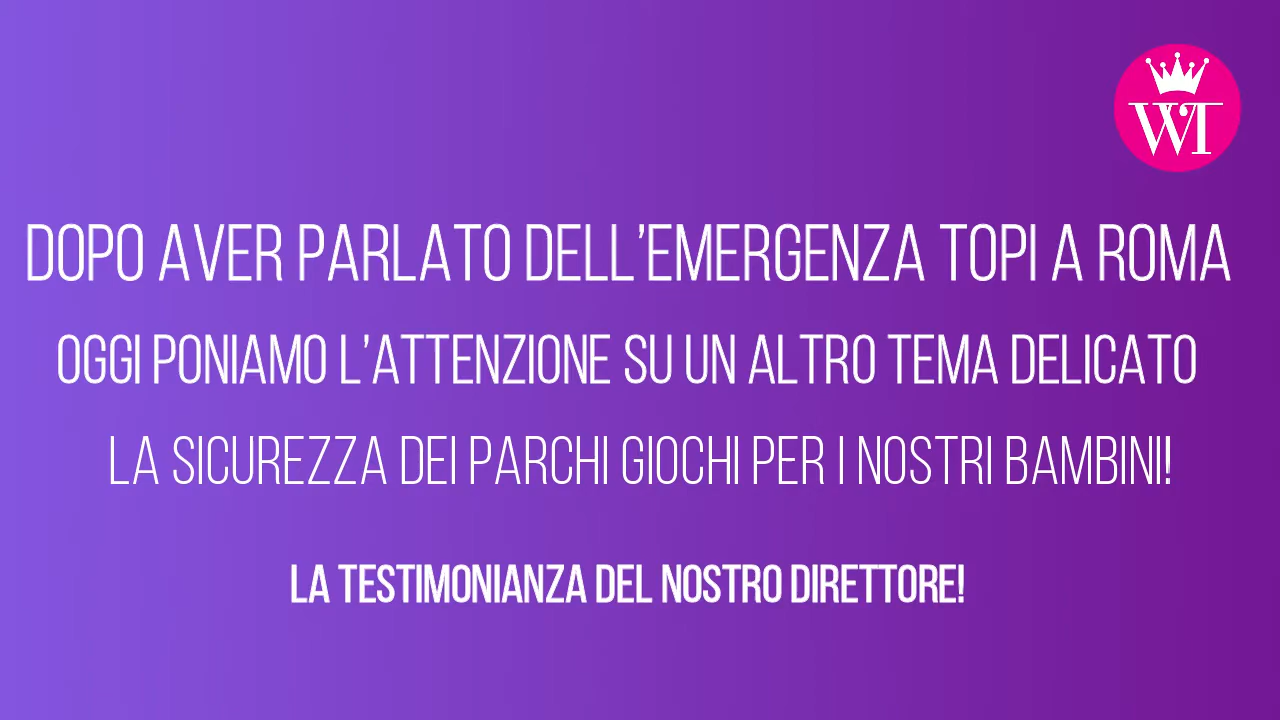 WT
DOPO AVER PARLATO DELL'EMERGENZA TOPI A ROMA
OGGI PONIAMO L'ATTENZIONE SU UN ALTRO TEMA DELICATO
LA SICUREZZA DEI PARCHI GIOCHI PER I NOSTRI BAMBINI!
LA TESTIMONIANZA DEL NOSTRO DIRETTORE!